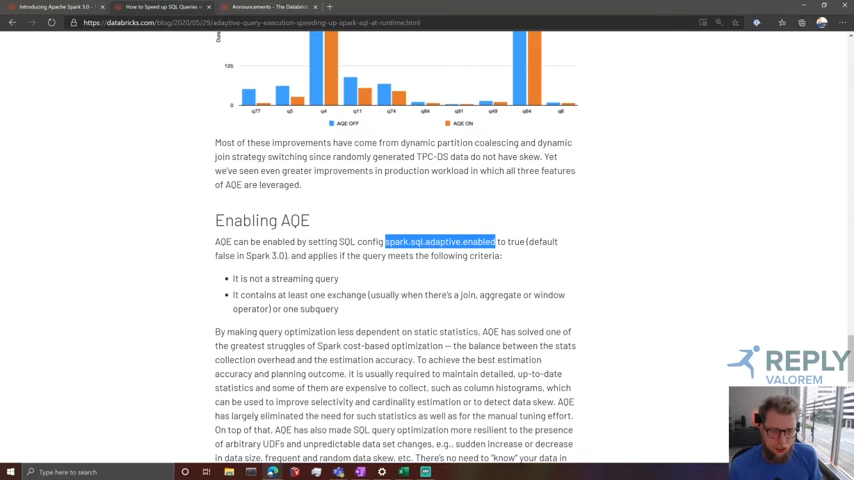 Introducing Apache Spark 3.0 -
How to Speed up SQL Queries w
Announcements - The Databrick
https://databricks.com/blog/2020/05/29/adaptive-query-execution-speeding-up-spark-sql-at-runtime.html
125
0
q77 q5 q4 q11 q74 q84 q91 q49 q64 q8
AQE OFF AQE ON
Most of these improvements have come from dynamic partition coalescing and dynamic
join strategy switching since randomly generated TPC-DS data do not have skew. Yet
we've seen even greater improvements in production workload in which all three features
of AQE are leveraged.
Enabling AQE
AQE can be enabled by setting SQL config spark.sql.adaptive.enabled to true (default
false in Spark 3.0), and applies if the query meets the following criteria:
• It is not a streaming query
• It contains at least one exchange (usually when there's a join, aggregate or window
operator) or one subquery
By making query optimization less dependent on static statistics, AQE has solved one of
the greatest struggles of Spark cost-based optimization — the balance between the stats
collection overhead and the estimation accuracy. To achieve the best estimation
accuracy and planning outcome, it is usually required to maintain detailed, up-to-date
statistics and some of them are expensive to collect, such as column histograms, which
can be used to improve selectivity and cardinality estimation or to detect data skew. AQE
has largely eliminated the need for such statistics as well as for the manual tuning effort.
On top of that, AQE has also made SQL query optimization more resilient to the presence
of arbitrary UDFs and unpredictable data set changes, e.g., sudden increase or decrease
in data size, frequent and random data skew, etc. There's no need to "know" your data in
REPLY
VALOREM
Type here to search